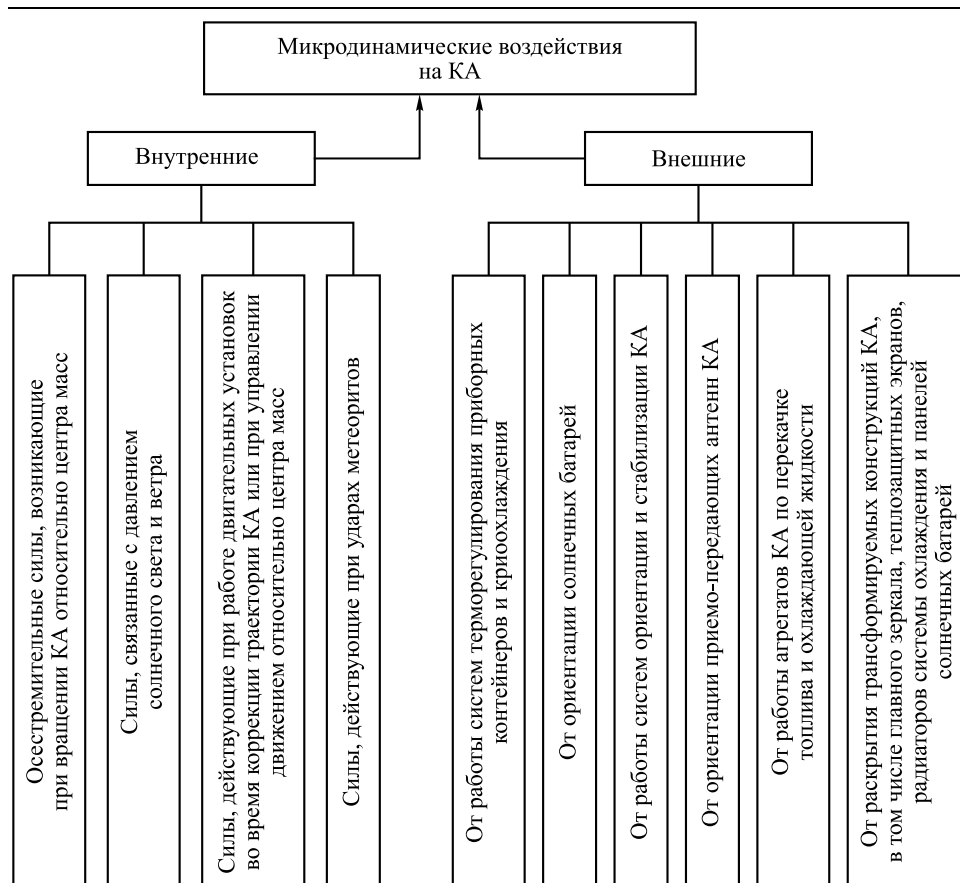 Микродинамические воздействия
на КА
Внутренние
Внешние
Осестремительные силы, возникающие
при вращении КА относительно центра масс
Силы, связанные с давлением
солнечного света и ветра
Силы, действующие при работе двигательных установок
во время коррекции траектории КА или при управлении
движением относительно центра масс
Силы, действующие при ударах метеоритов
От работы систем терморегулирования приборных
контейнеров и криоохлаждения
От ориентации солнечных батарей
От работы систем ориентации и стабилизации КА
От ориентации приемо-передающих антенн КА
От работы агрегатов КА по перекачке
топлива и охлаждающей жидкости
От раскрытия трансформируемых конструкций КА,
в том числе главного зеркала, теплозащитных экранов,
радиаторов системы охлаждения и панелей
солнечных батарей